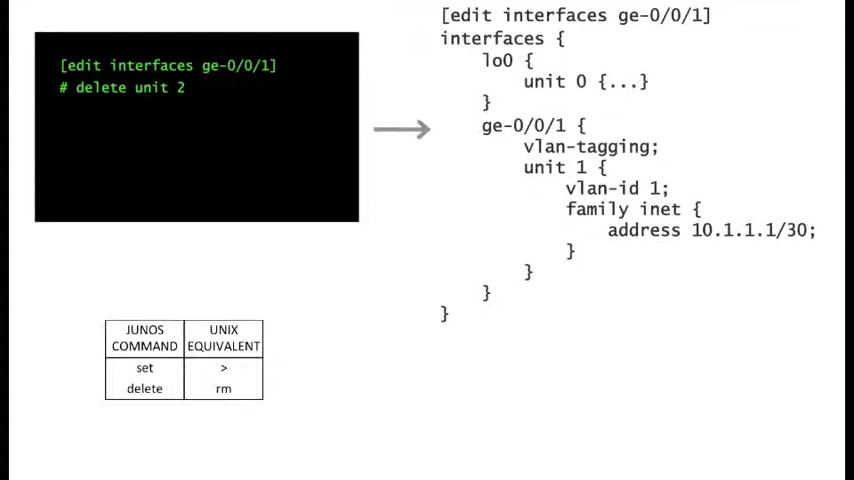 [edit interfaces ge-0/0/1]
# delete unit 2
[edit interfaces ge-0/0/1]
interfaces {
lo0 {
unit 0 {...}
}
ge-0/0/1 {
vlan-tagging;
unit 1 {
vlan-id 1;
family inet {
address 10.1.1.1/30;
}
}
}
}
JUNOS COMMAND UNIX EQUIVALENT
set >
delete rm